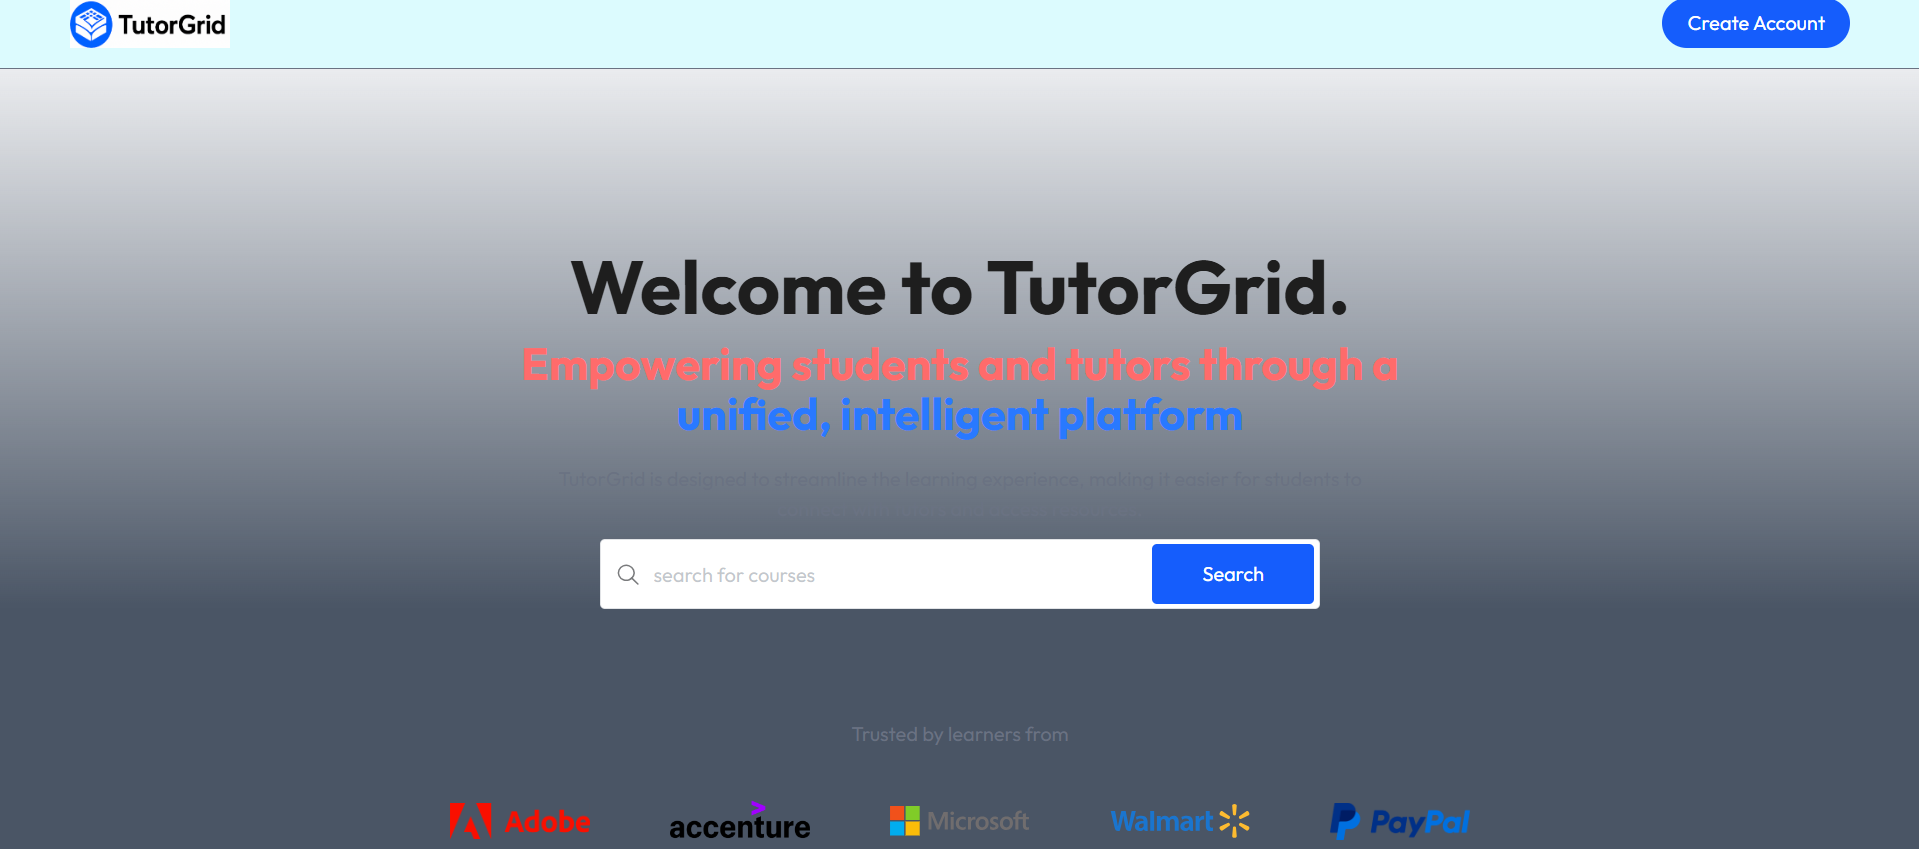 TutorGrid
Create Account
Welcome to TutorGrid.
Empowering students and tutors through a
unified, intelligent platform
TutorGrid is designed to streamline the learning experience, making it easier for students to
search for courses
Search
Trusted by learners from
Adobe
accenture
Microsoft
Walmart
PayPal